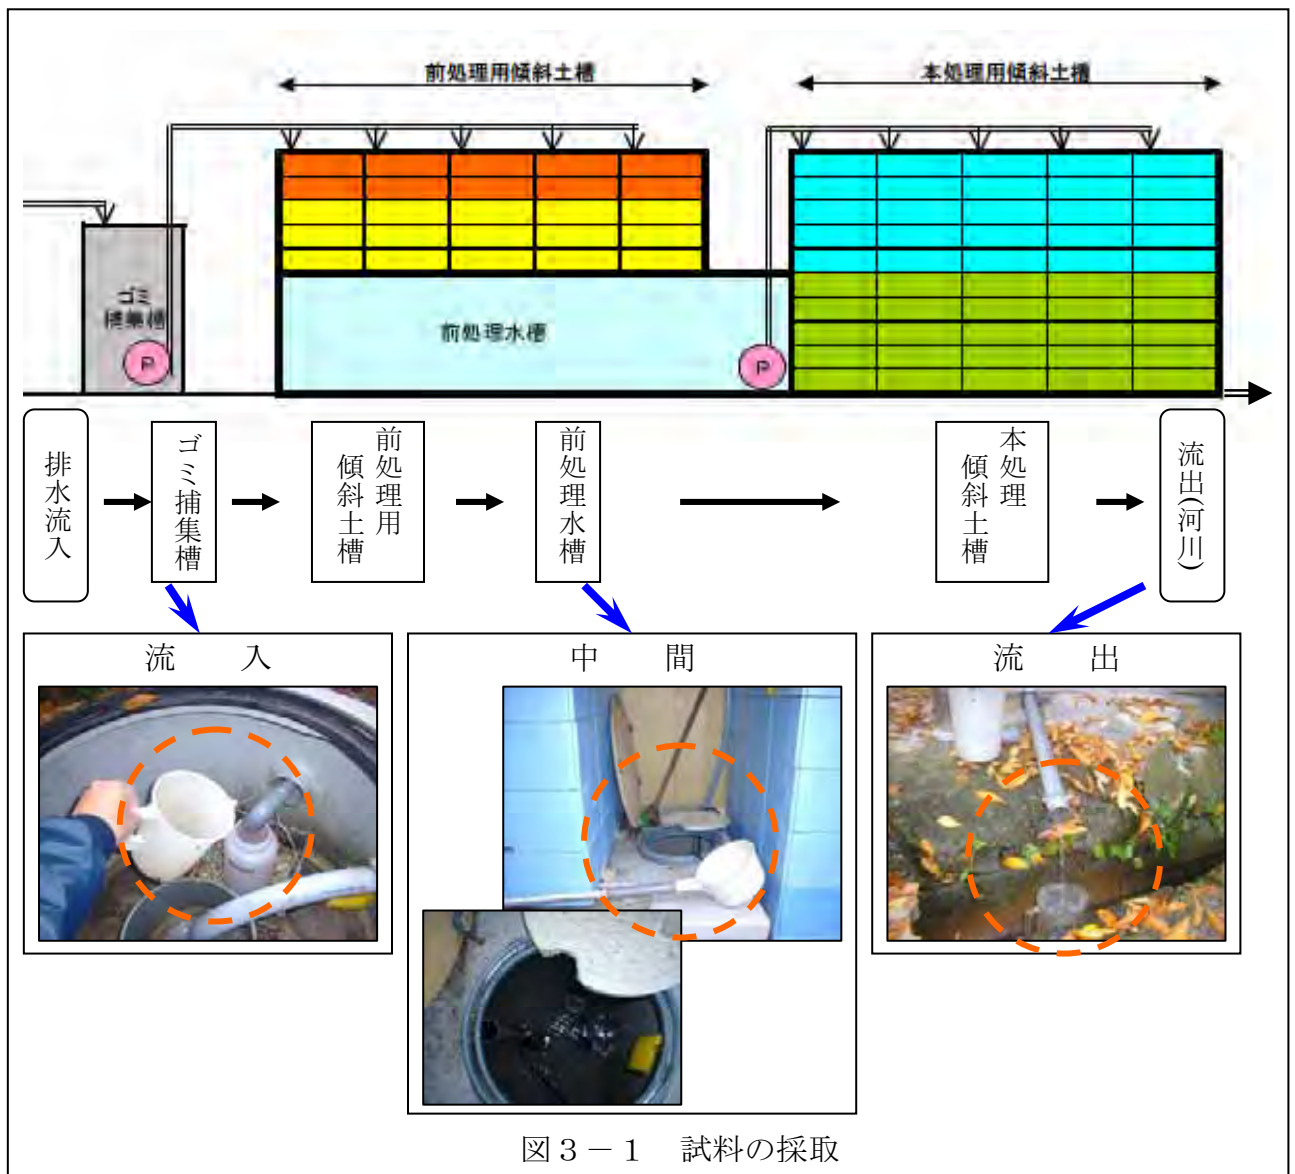 前処理用傾斜土槽
本処理用傾斜土槽
ゴミ
捕集槽
P
前処理水槽
P
排水流入
ゴミ捕集槽
前処理用
傾斜土槽
前処理水槽
本処理
傾斜土槽
流出(河川)
流　入
中　間
流　出
図３－１　試料の採取